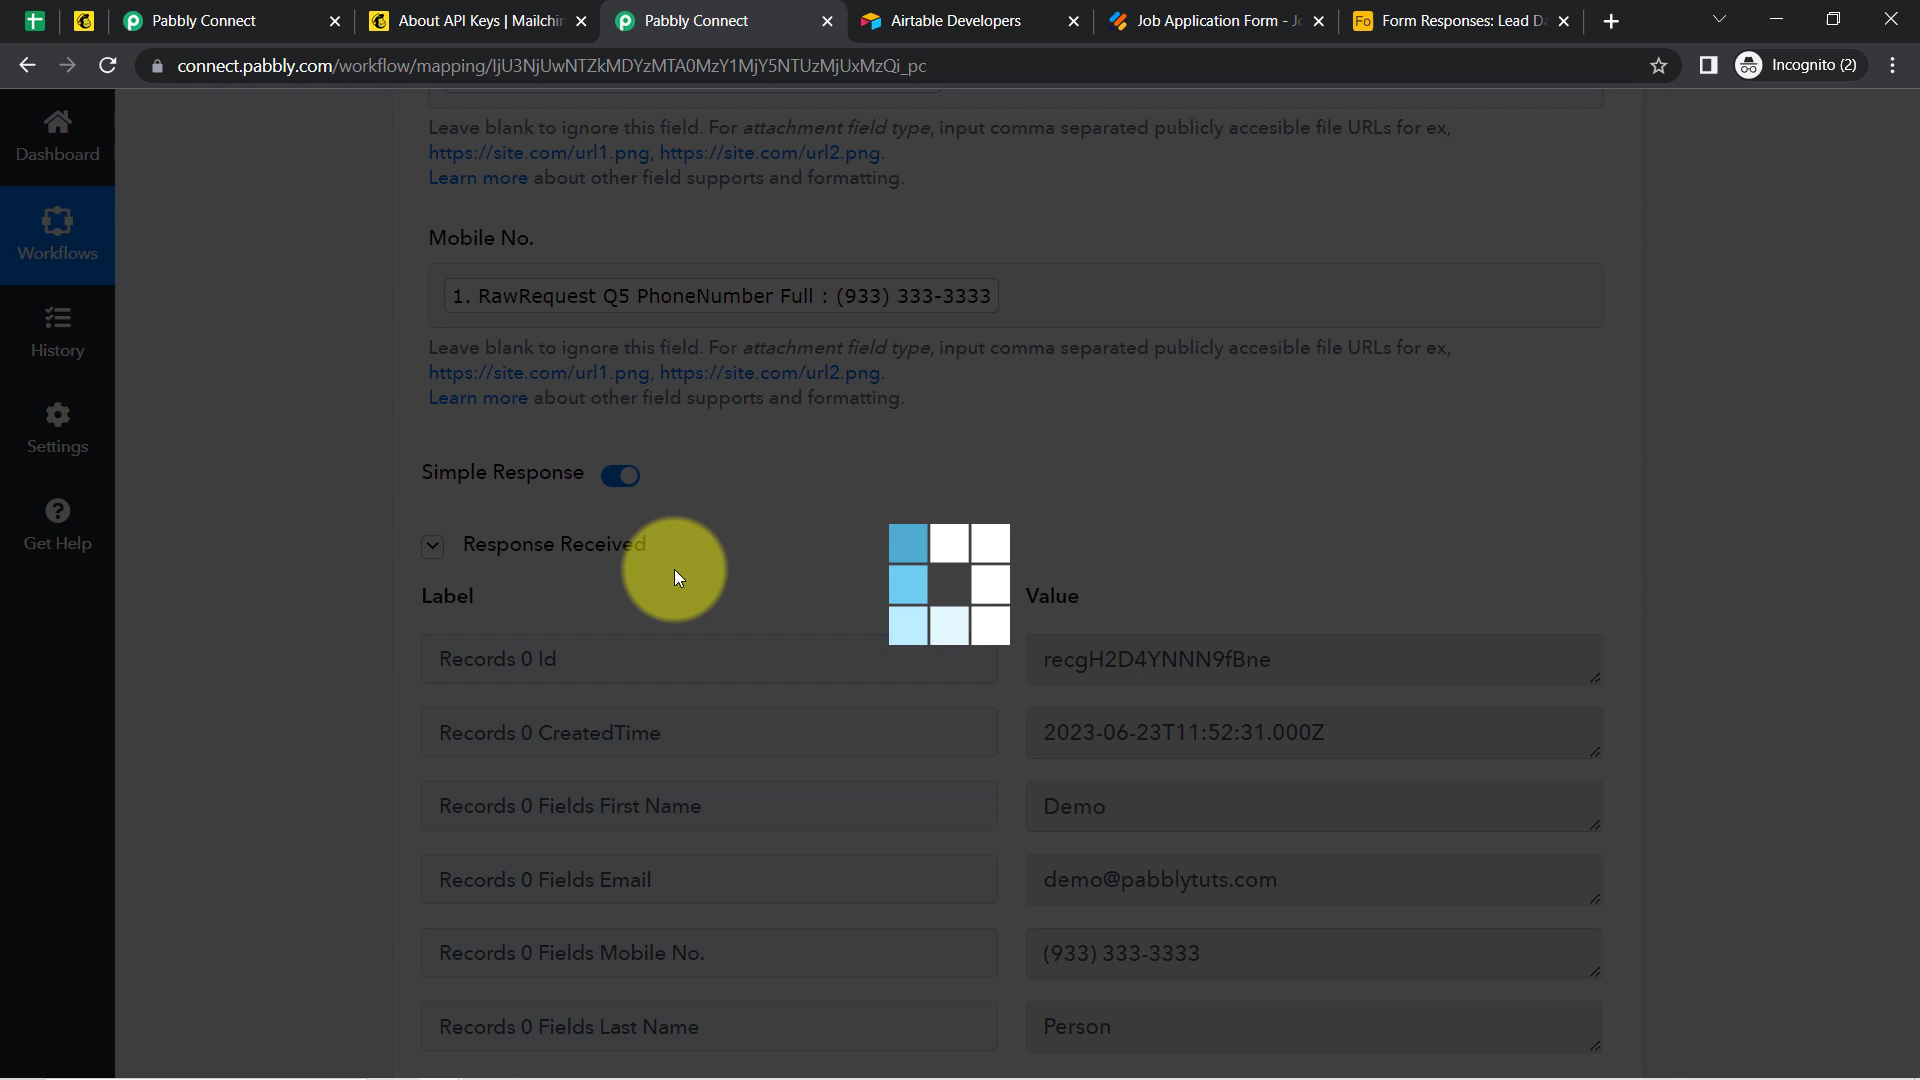 Pabbly Connect
About API Keys | Mailchi
Pabbly Connect
Airtable Developers
Job Application Form - J
Fo
Form Responses: Lead D
connect.pabbly.com/workflow/mapping/IjU3NjUwNTZkMDYzMTA0MzY1MjY5NTUzMjUxMzQi_pc
Incognito (2)
Dashboard
Workflows
History
Settings
Get Help
Leave blank to ignore this field. For attachment field type, input comma separated publicly accesible file URLs for ex,
https://site.com/url1.png, https://site.com/url2.png.
Learn more about other field supports and formatting.
Mobile No.
1. RawRequest Q5 PhoneNumber Full : (933) 333-3333
Leave blank to ignore this field. For attachment field type, input comma separated publicly accesible file URLs for ex,
https://site.com/url1.png, https://site.com/url2.png.
Learn more about other field supports and formatting.
Simple Response
Response Received
Label
Value
Records 0 Id
recgH2D4YNNN9fBne
Records 0 CreatedTime
2023-06-23T11:52:31.000Z
Records 0 Fields First Name
Demo
Records 0 Fields Email
demo@pabblytuts.com
Records 0 Fields Mobile No.
(933) 333-3333
Records 0 Fields Last Name
Person